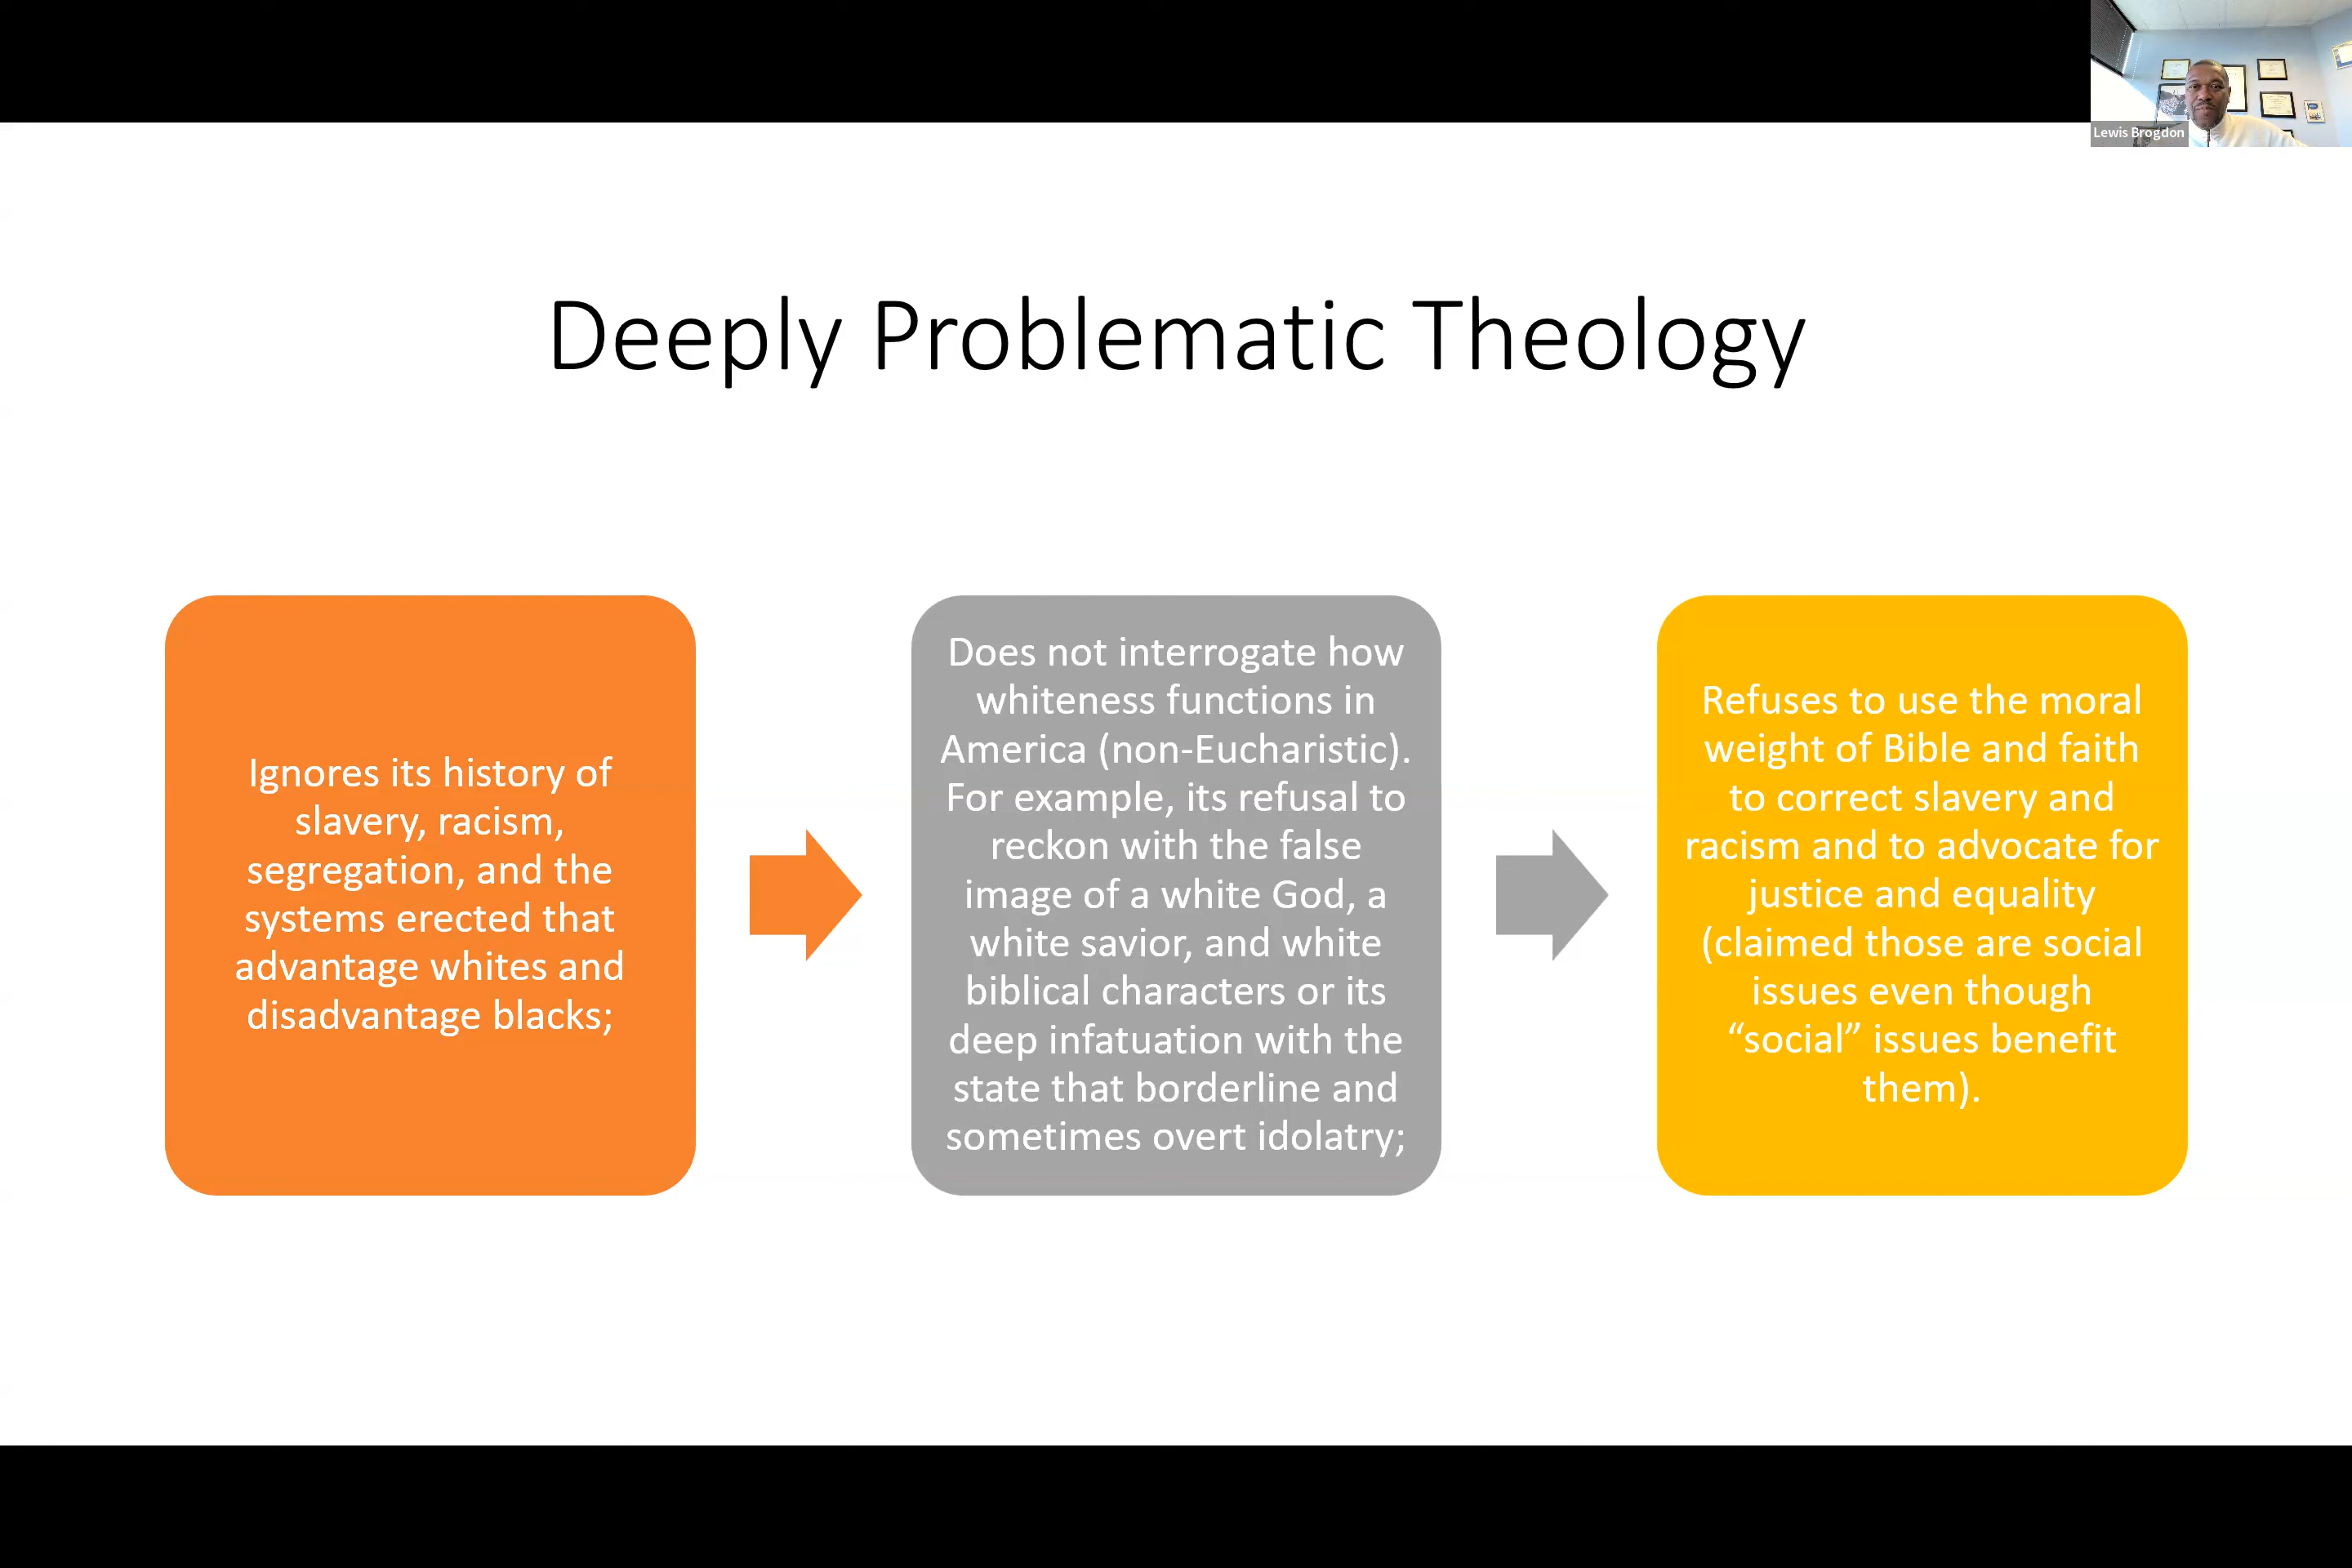 Lewis Brogdon
Deeply Problematic Theology
Ignores its history of
slavery, racism,
segregation, and the
systems erected that
advantage whites and
disadvantage blacks;
Does not interrogate how
whiteness functions in
America (non-Eucharistic).
For example, its refusal to
reckon with the false
image of a white God, a
white savior, and white
biblical characters or its
deep infatuation with the
state that borderline and
sometimes overt idolatry;
Refuses to use the moral
weight of Bible and faith
to correct slavery and
racism and to advocate for
justice and equality
(claimed those are social
issues even though
“social” issues benefit
them).